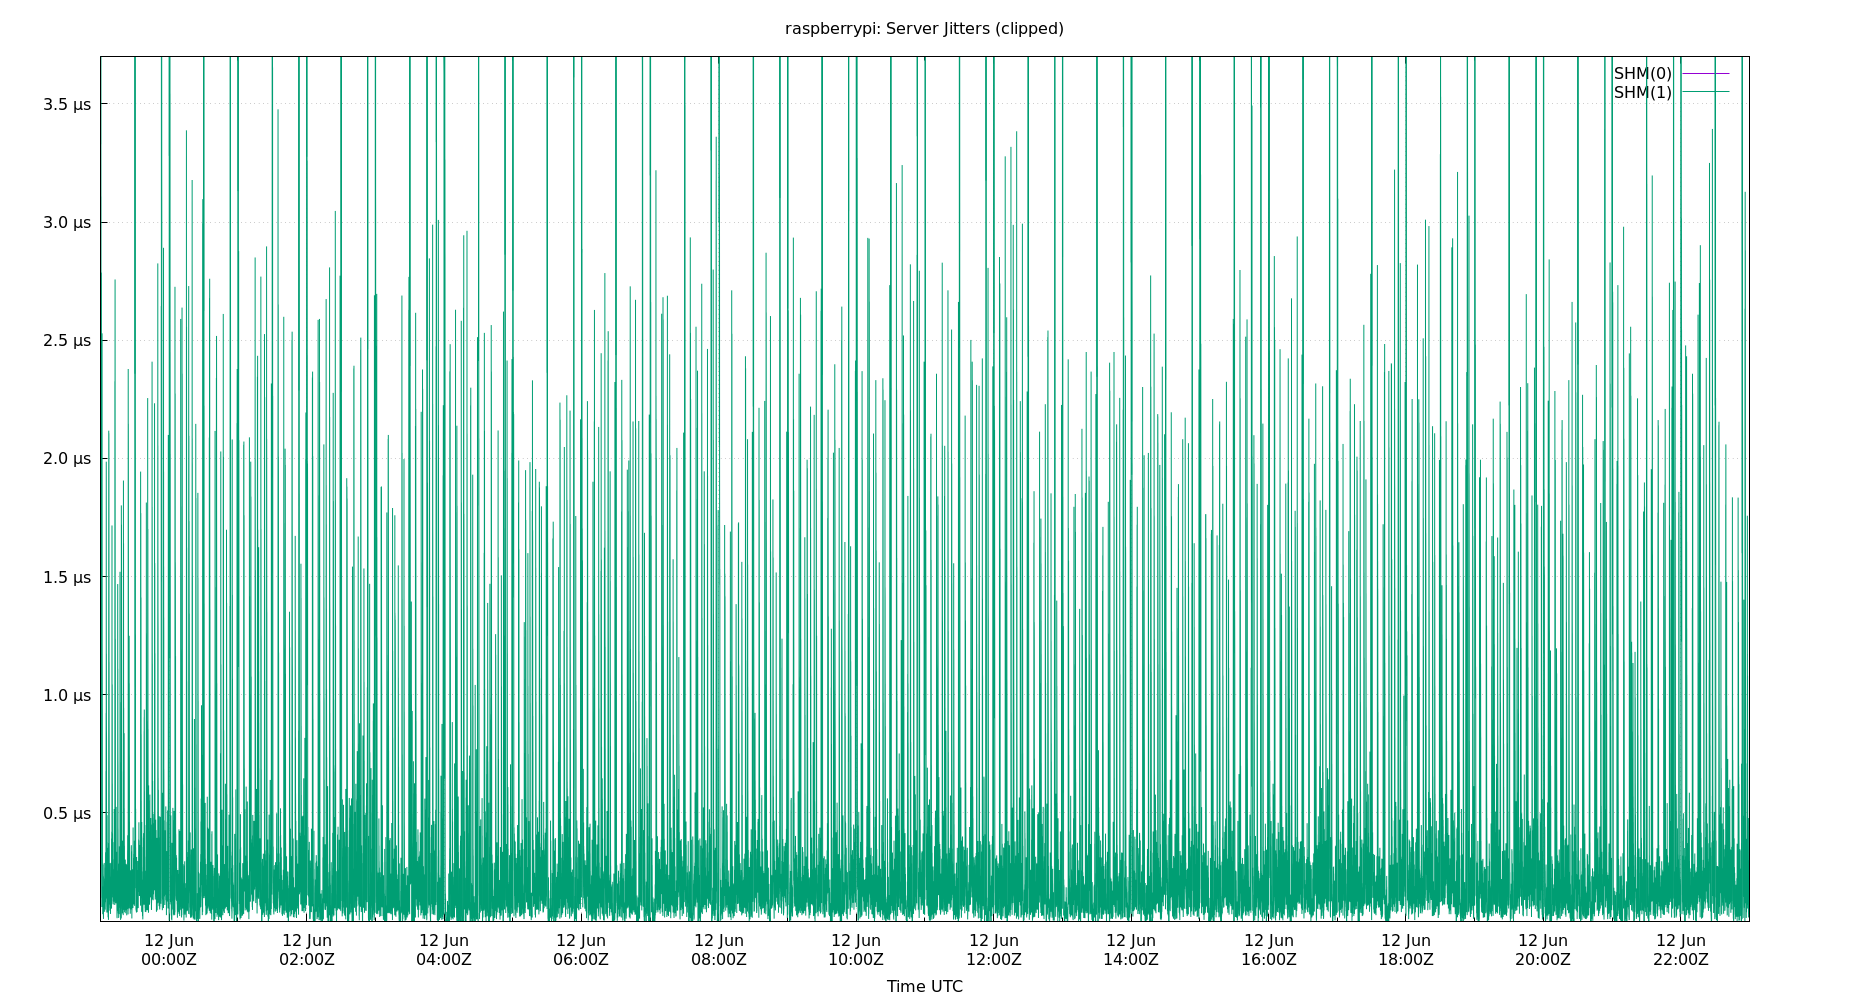 raspberrypi: Server Jitters (clipped)
SHM(0)
SHM(1)
3.5 µs
3.0 µs
2.5 µs
2.0 µs
1.5 µs
1.0 µs
0.5 µs
12 Jun 12 Jun 12 Jun 12 Jun 12 Jun 12 Jun 12 Jun 12 Jun 12 Jun 12 Jun 12 Jun 12 Jun
00:00Z 02:00Z 04:00Z 06:00Z 08:00Z 10:00Z 12:00Z 14:00Z 16:00Z 18:00Z 20:00Z 22:00Z
Time UTC